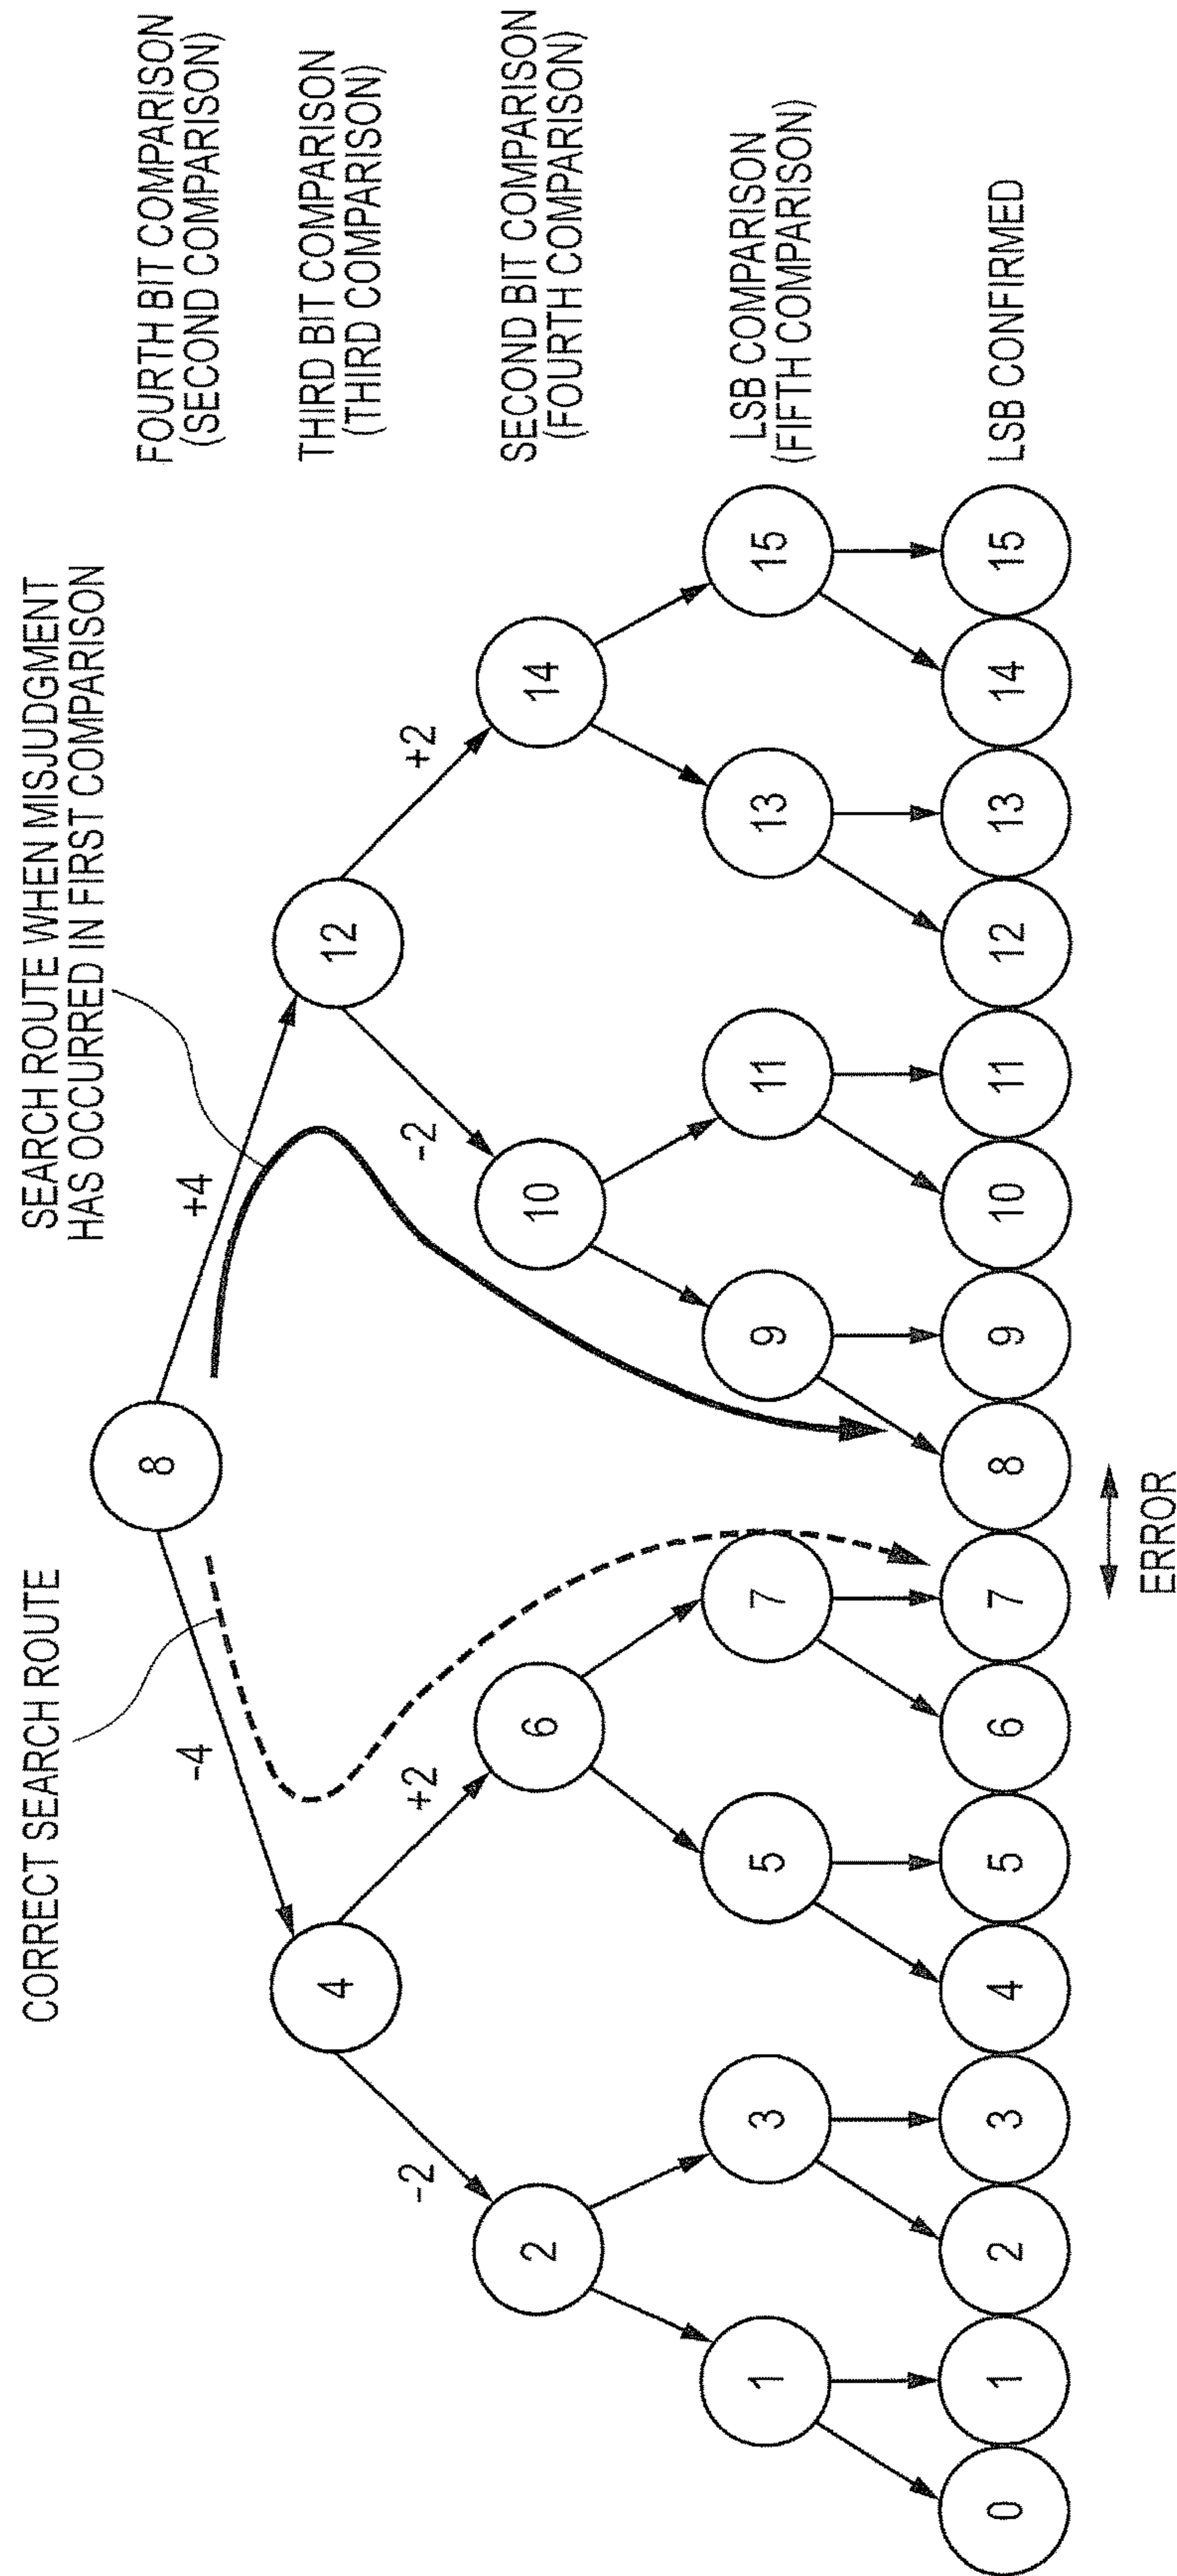 CORRECT SEARCH ROUTE
SEARCH ROUTE WHEN MISJUDGMENT
HAS OCCURRED IN FIRST COMPARISON
8
FOURTH BIT COMPARISON
(SECOND COMPARISON)
-4
+4
4
12
THIRD BIT COMPARISON
(THIRD COMPARISON)
-2
+2
-2
+2
2
6
10
14
SECOND BIT COMPARISON
(FOURTH COMPARISON)
1
3
5
7
9
11
13
15
LSB COMPARISON
(FIFTH COMPARISON)
0
1
2
3
4
5
6
7
8
9
10
11
12
13
14
15
LSB CONFIRMED
ERROR